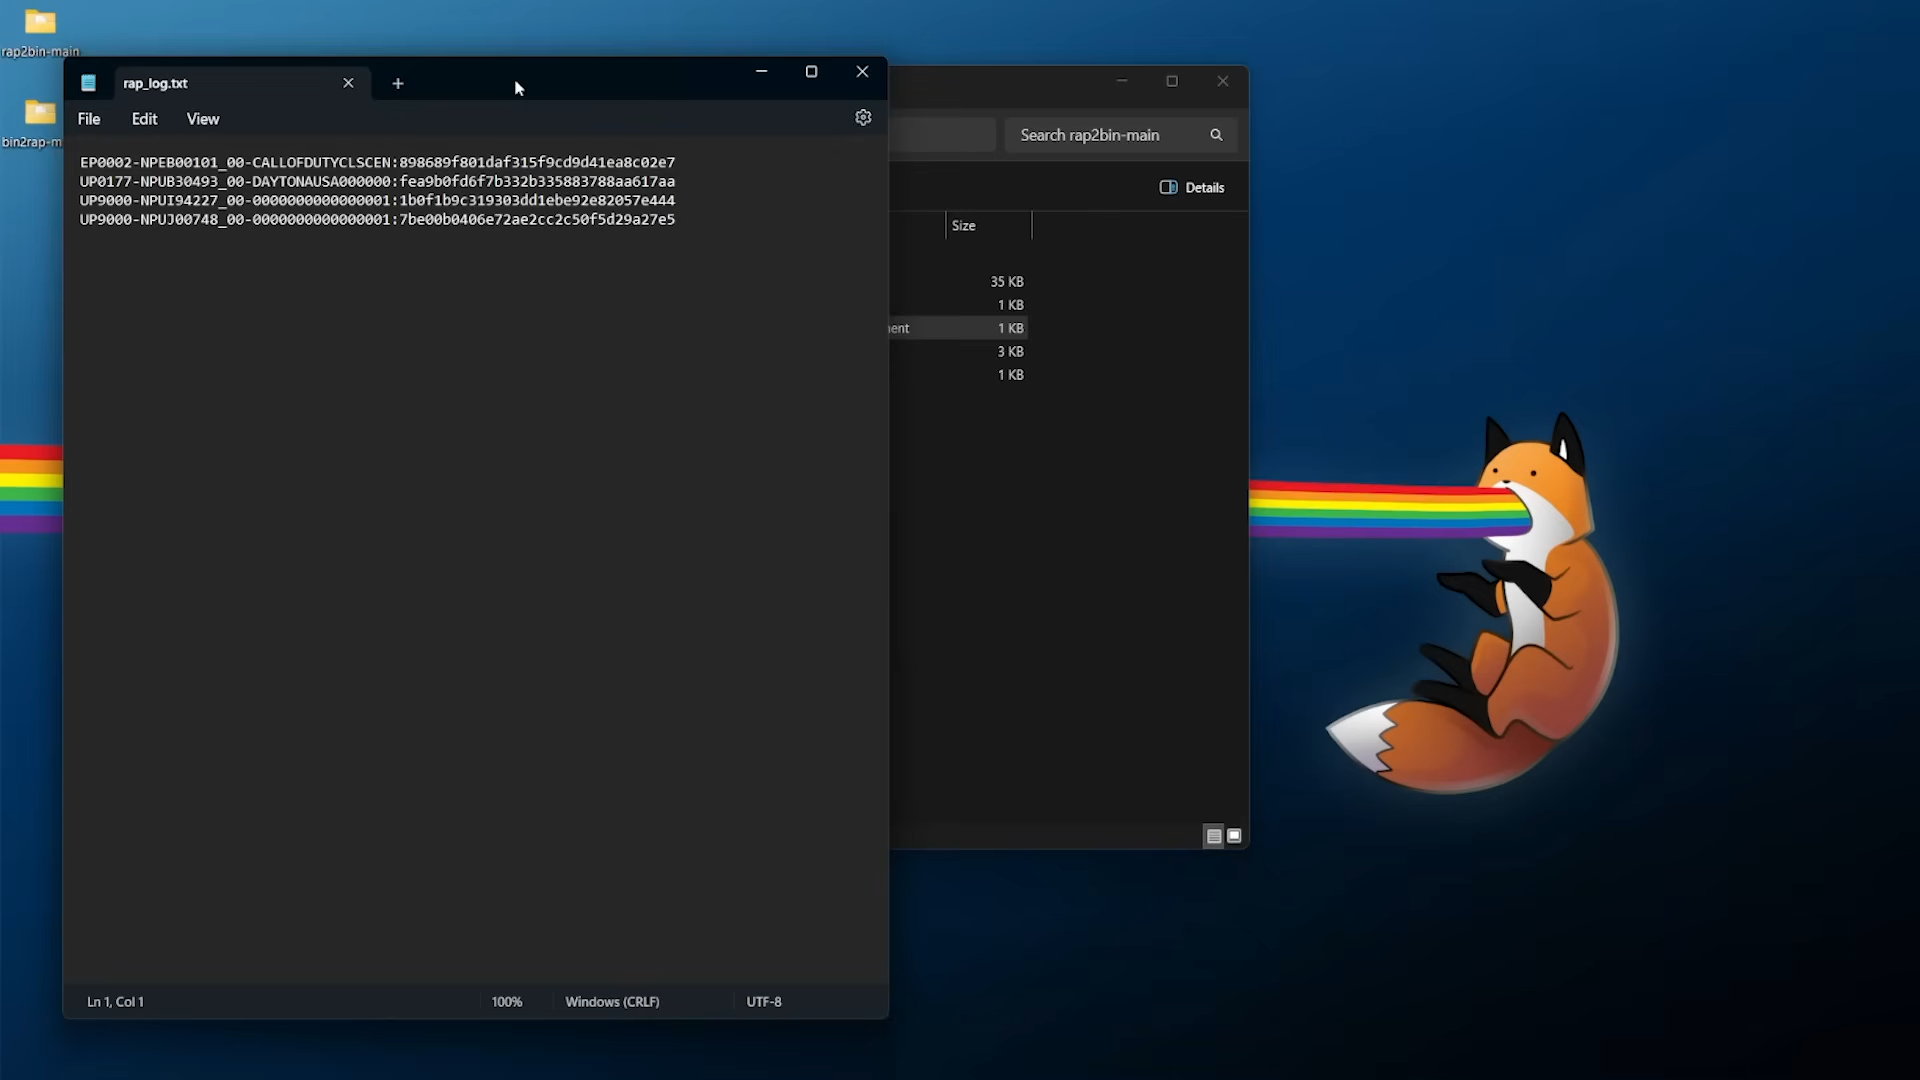 rap2bin-main
bin2rap-m
rap_log.txt
File Edit View
EP0002-NPEB00101_00-CALLOFDUTYCLSCEN:898689f801daf315f9cd9d41ea8c02e7
UP0177-NPUB30493_00-DAYTONAUSA000000:fea9b0fd6f7b332b335883788aa617aa
UP9000-NPUI94227_00-0000000000000001:1b0f1b9c319303dd1ebe92e82057e444
UP9000-NPUJ00748_00-0000000000000001:7be00b0406e72ae2cc2c50f5d29a27e5
Ln 1, Col 1 100% Windows (CRLF) UTF-8
Search rap2bin-main
Details
Size
35 KB
1 KB
ent 1 KB
3 KB
1 KB